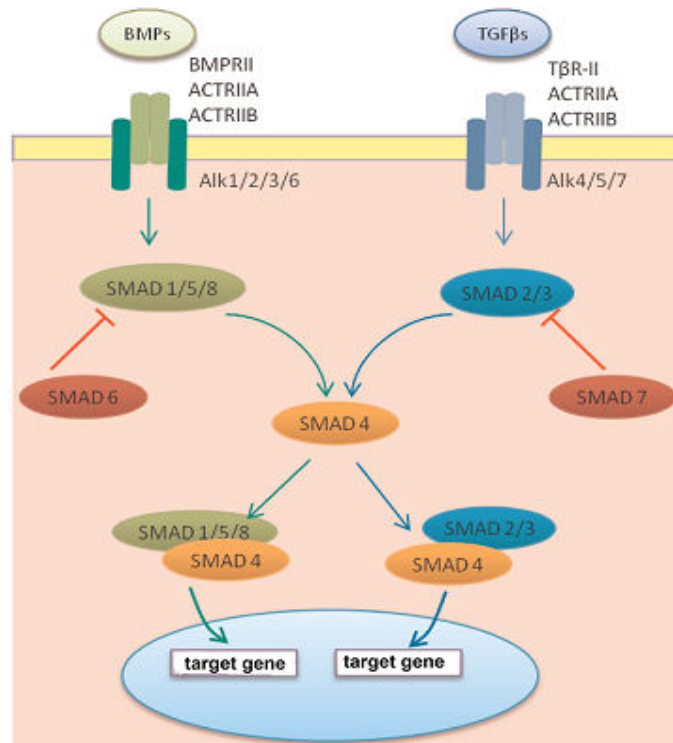 BMPs
TGFβs
BMPRII
ACTRIIA
ACTRIIB
TβR-II
ACTRIIA
ACTRIIB
Alk1/2/3/6
Alk4/5/7
SMAD 1/5/8
SMAD 2/3
SMAD 6
SMAD 7
SMAD 4
SMAD 1/5/8
SMAD 4
SMAD 2/3
SMAD 4
target gene
target gene